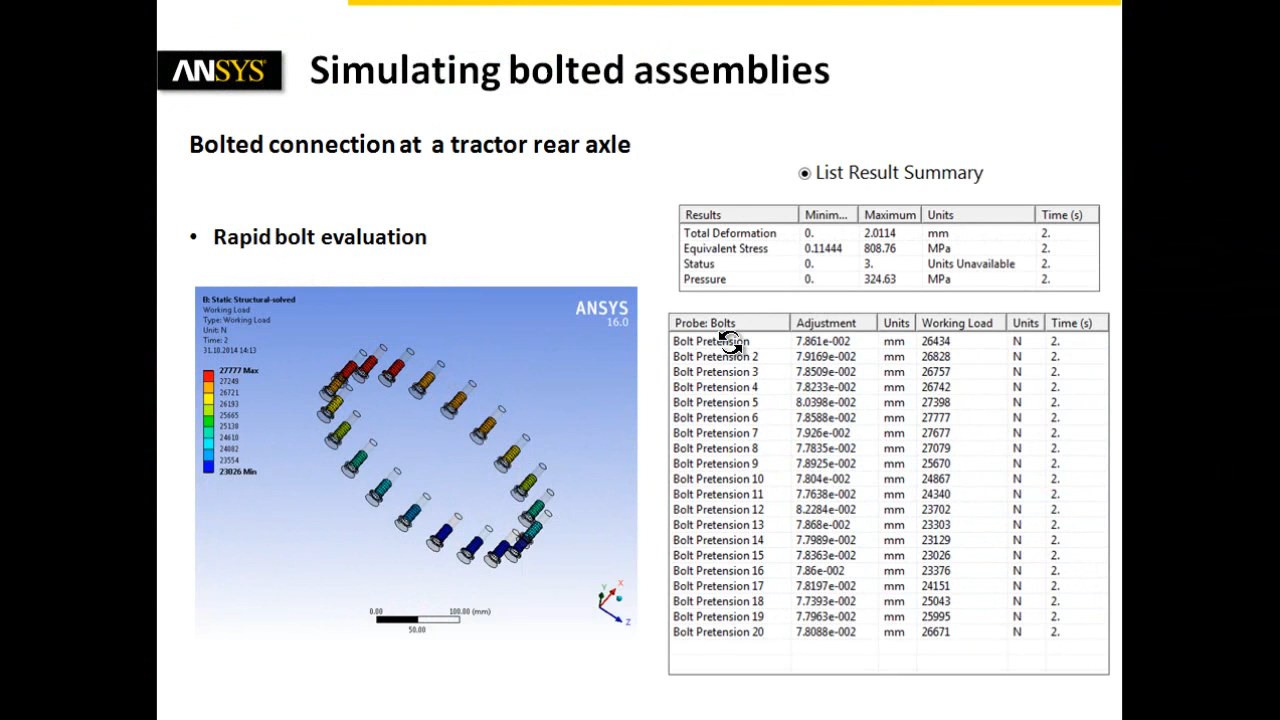 ANSYS
Simulating bolted assemblies
Bolted connection at a tractor rear axle
• Rapid bolt evaluation
B: Static Structural-solved
Working Load
Type: Working Load
Unit: N
Time: 2
31.10.2014 14:13
27777 Max
27249
26721
26193
25665
25138
24610
24082
23554
23026 Min
ANSYS
16.0
0.00 100.00 (mm)
50.00
Y X
Z
List Result Summary
Results Minim... Maximum Units Time (s)
Total Deformation 0. 2.0114 mm 2.
Equivalent Stress 0.11444 808.76 MPa 2.
Status 0. 3. Units Unavailable 2.
Pressure 0. 324.63 MPa 2.
Probe: Bolts Adjustment Units Working Load Units Time (s)
Bolt Pretension 7.861e-002 mm 26434 N 2.
Bolt Pretension 2 7.9169e-002 mm 26828 N 2.
Bolt Pretension 3 7.8509e-002 mm 26757 N 2.
Bolt Pretension 4 7.8233e-002 mm 26742 N 2.
Bolt Pretension 5 8.0398e-002 mm 27398 N 2.
Bolt Pretension 6 7.8588e-002 mm 27777 N 2.
Bolt Pretension 7 7.926e-002 mm 27677 N 2.
Bolt Pretension 8 7.7835e-002 mm 27079 N 2.
Bolt Pretension 9 7.8925e-002 mm 25670 N 2.
Bolt Pretension 10 7.804e-002 mm 24867 N 2.
Bolt Pretension 11 7.7638e-002 mm 24340 N 2.
Bolt Pretension 12 8.2284e-002 mm 23702 N 2.
Bolt Pretension 13 7.868e-002 mm 23303 N 2.
Bolt Pretension 14 7.7989e-002 mm 23129 N 2.
Bolt Pretension 15 7.8363e-002 mm 23026 N 2.
Bolt Pretension 16 7.86e-002 mm 23376 N 2.
Bolt Pretension 17 7.8197e-002 mm 24151 N 2.
Bolt Pretension 18 7.7393e-002 mm 25043 N 2.
Bolt Pretension 19 7.7963e-002 mm 25995 N 2.
Bolt Pretension 20 7.8088e-002 mm 26671 N 2.